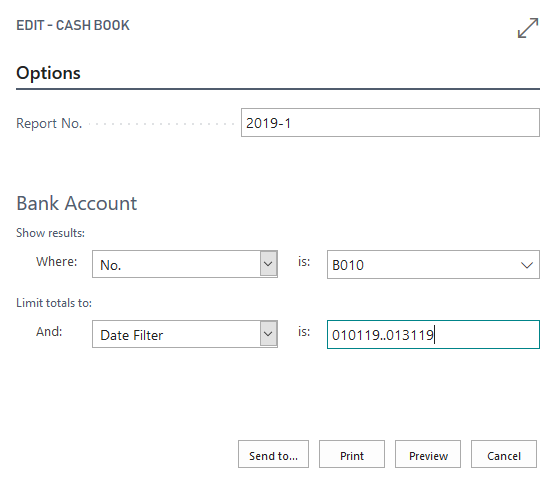 EDIT - CASH BOOK
Options
Report No. 2019-1
Bank Account
Show results:
Where: No. is: B010
Limit totals to:
And: Date Filter is: 010119..013119
Send to... Print Preview Cancel